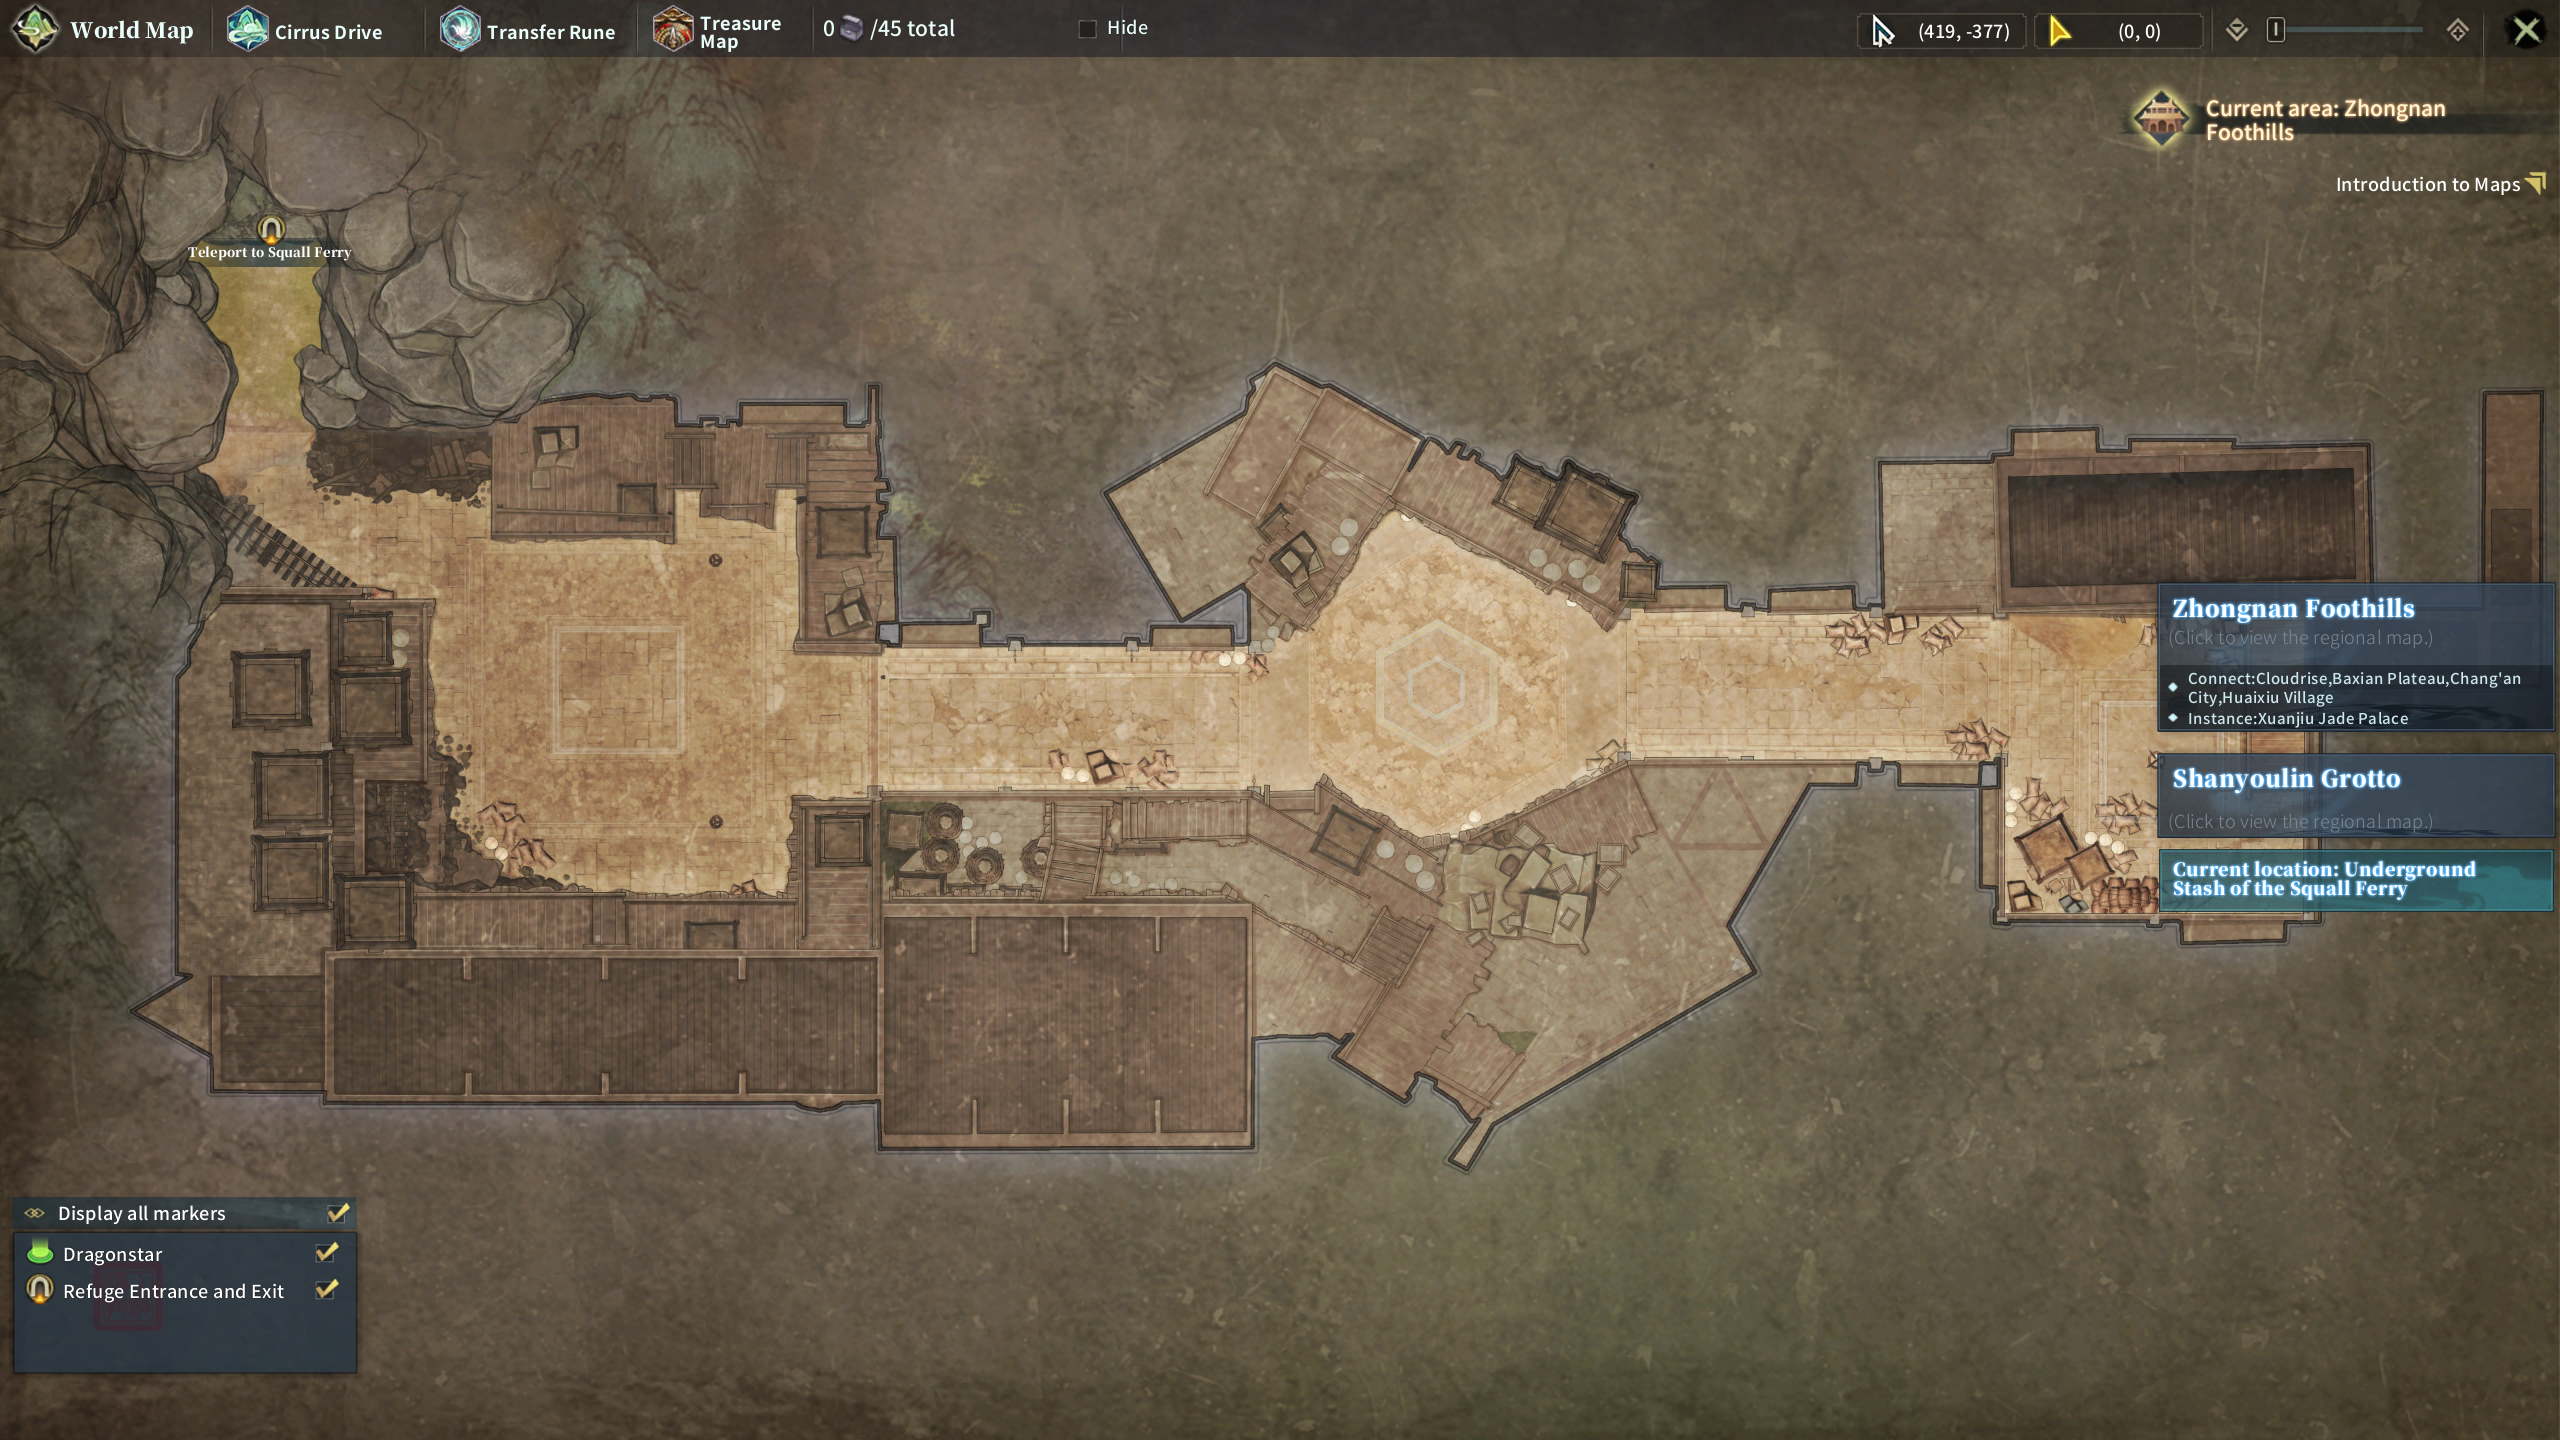 World Map
Cirrus Drive
Transfer Rune
Treasure
Map
0 /45 total
Hide
(419, -377)
(0, 0)
Current area: Zhongnan
Foothills
Introduction to Maps
Teleport to Squall Ferry
Zhongnan Foothills
(Click to view the regional map.)
Connect:Cloudrise,Baxian Plateau,Chang'an
City,Huaixiu Village
Instance:Xuanjiu Jade Palace
Shanyoulin Grotto
(Click to view the regional map.)
Current location: Underground
Stash of the Squall Ferry
Display all markers
Dragonstar
Refuge Entrance and Exit